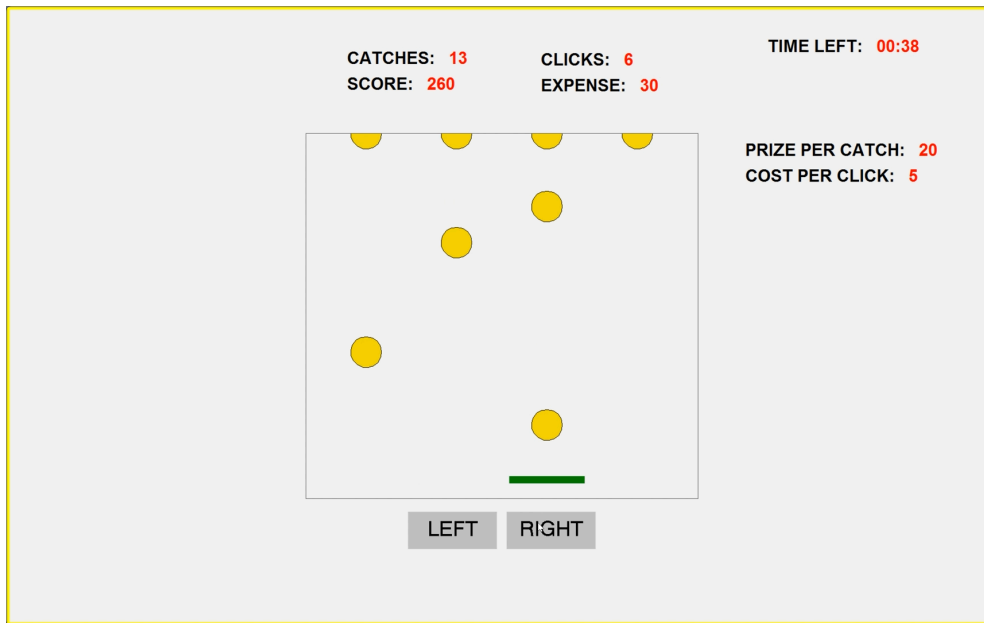 TIME LEFT: 00:38
CATCHES: 13 CLICKS: 6
SCORE: 260 EXPENSE: 30
PRIZE PER CATCH: 20
COST PER CLICK: 5
LEFT RIGHT